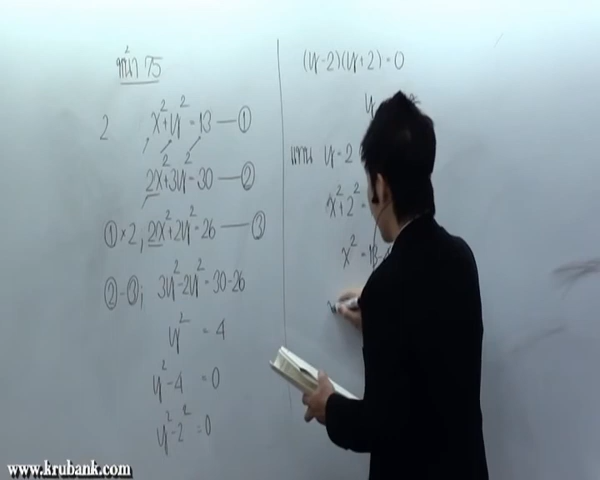 หน้า 75
2. x²+y²=13 — ①
2x²+3y²=30 — ②
①×2; 2x²+2y²=26 — ③
②-③; 3y²-2y²=30-26
y² = 4
y²-4 = 0
y²-2² = 0
(y-2)(y+2)=0
y
แทน y=2
x²+2²=
x²=13-
www.krubank.com